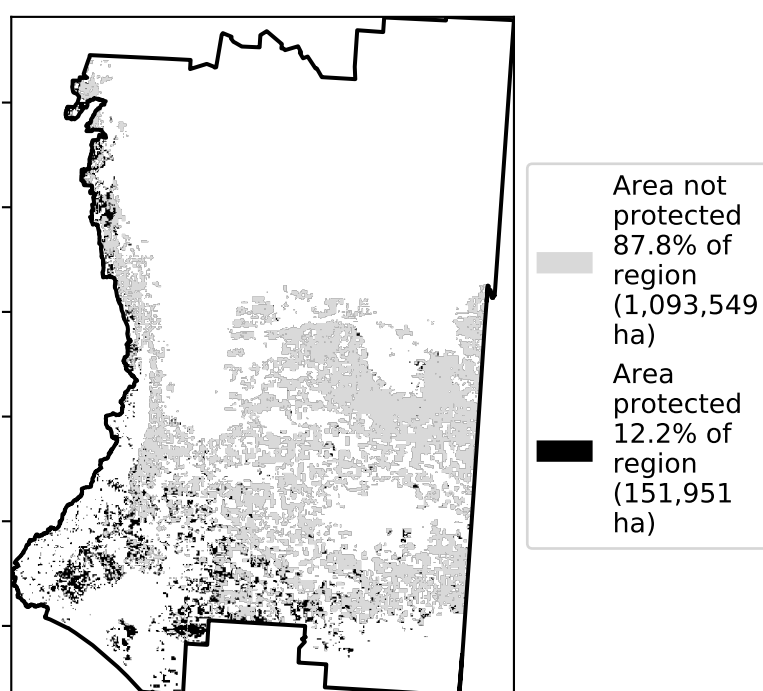 Area not
protected
87.8% of
region
(1,093,549
ha)
Area
protected
12.2% of
region
(151,951
ha)